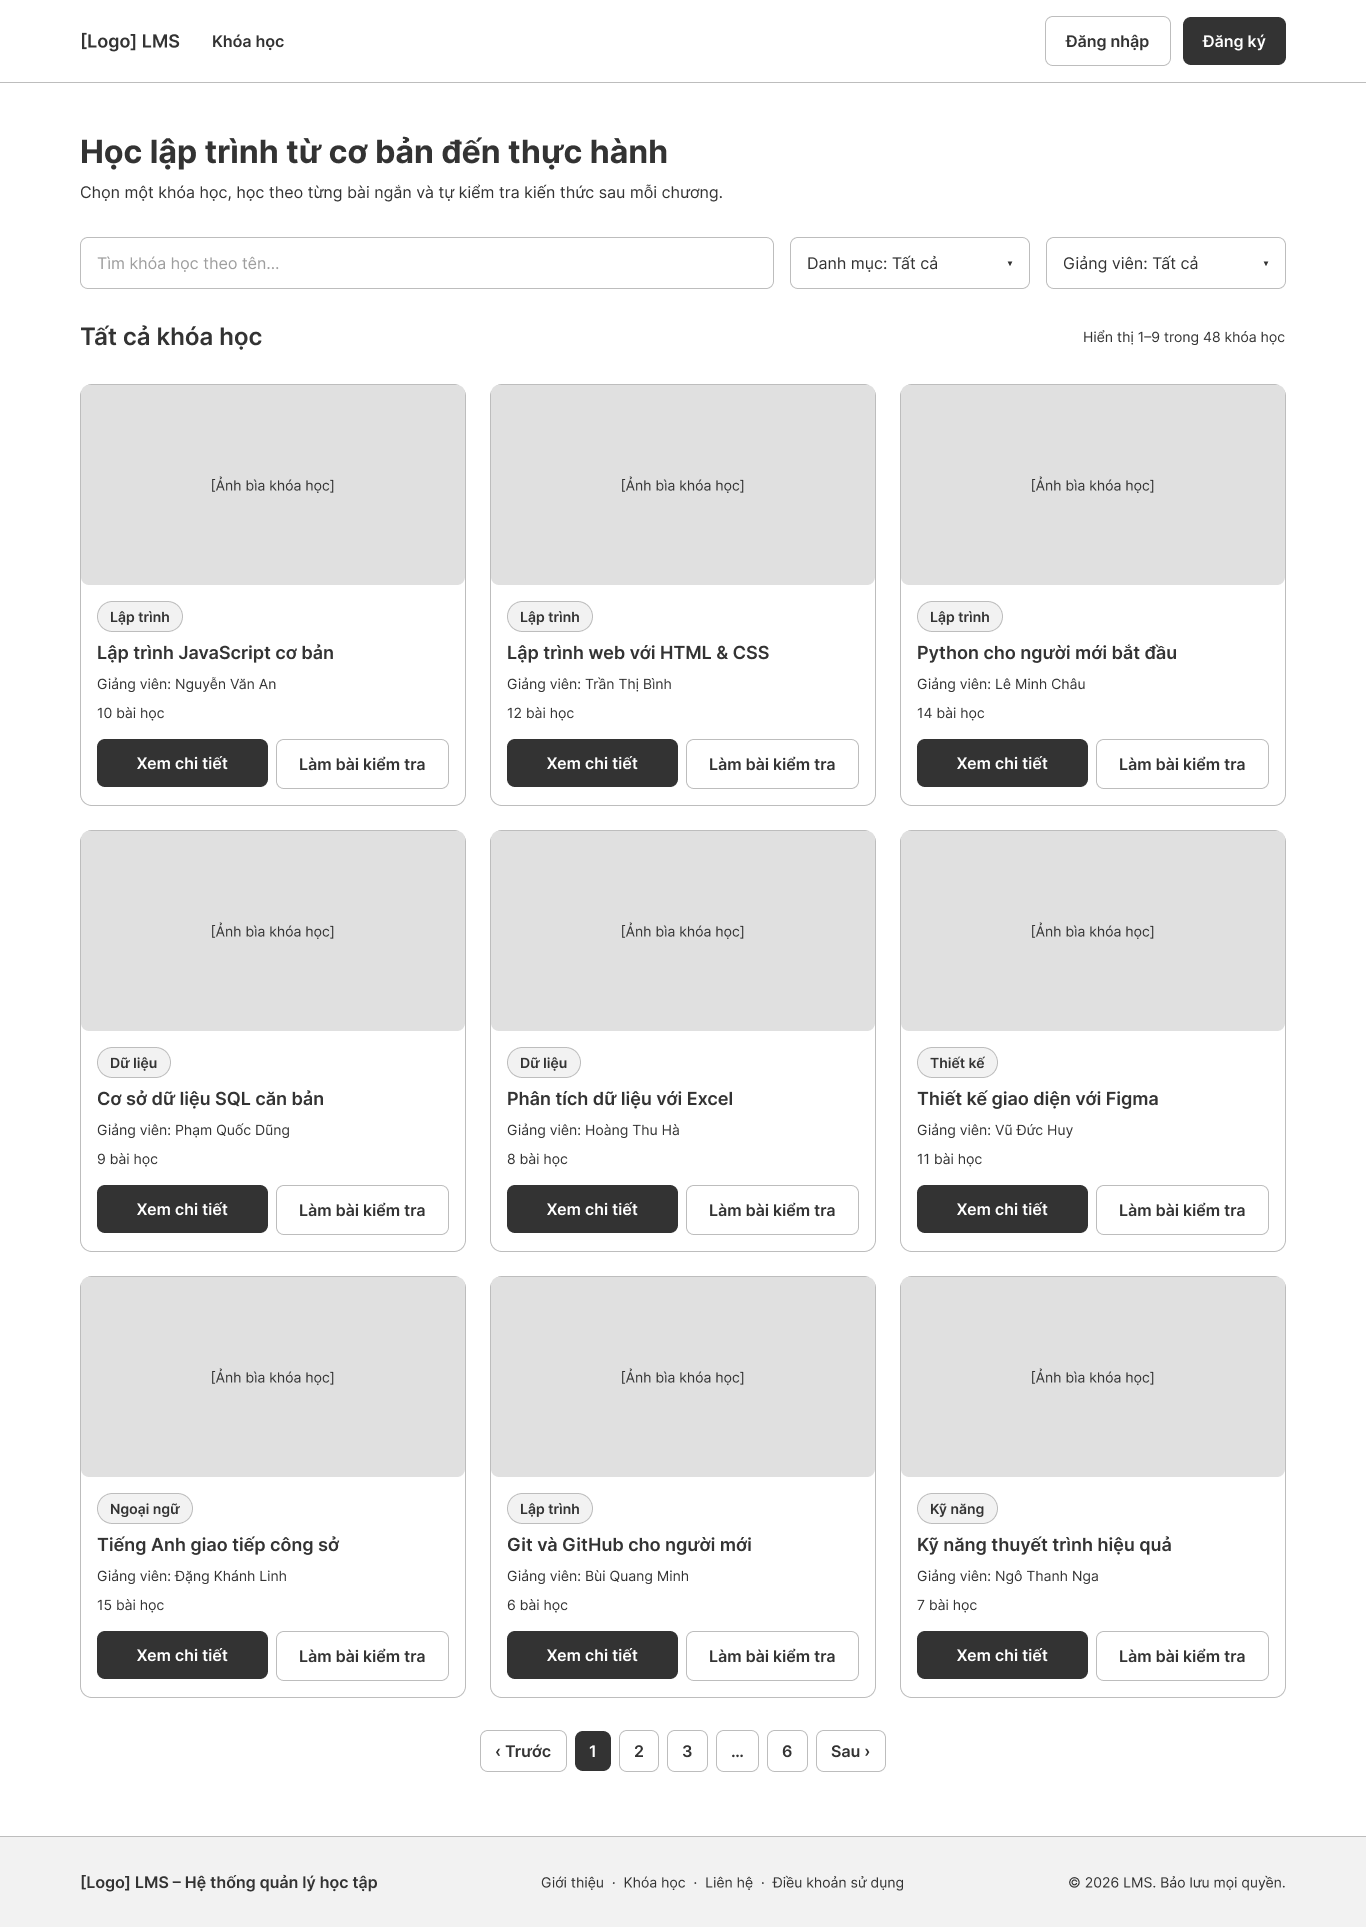 [Logo] LMS
Khóa học
Đăng nhập
Đăng ký
Học lập trình từ cơ bản đến thực hành
Chọn một khóa học, học theo từng bài ngắn và tự kiểm tra kiến thức sau mỗi chương.
Tìm khóa học theo tên...
Danh mục: Tất cả
Giảng viên: Tất cả
Tất cả khóa học
Hiển thị 1–9 trong 48 khóa học
[Ảnh bìa khóa học]
Lập trình
Lập trình JavaScript cơ bản
Giảng viên: Nguyễn Văn An
10 bài học
Xem chi tiết
Làm bài kiểm tra
[Ảnh bìa khóa học]
Lập trình
Lập trình web với HTML & CSS
Giảng viên: Trần Thị Bình
12 bài học
Xem chi tiết
Làm bài kiểm tra
[Ảnh bìa khóa học]
Lập trình
Python cho người mới bắt đầu
Giảng viên: Lê Minh Châu
14 bài học
Xem chi tiết
Làm bài kiểm tra
[Ảnh bìa khóa học]
Dữ liệu
Cơ sở dữ liệu SQL căn bản
Giảng viên: Phạm Quốc Dũng
9 bài học
Xem chi tiết
Làm bài kiểm tra
[Ảnh bìa khóa học]
Dữ liệu
Phân tích dữ liệu với Excel
Giảng viên: Hoàng Thu Hà
8 bài học
Xem chi tiết
Làm bài kiểm tra
[Ảnh bìa khóa học]
Thiết kế
Thiết kế giao diện với Figma
Giảng viên: Vũ Đức Huy
11 bài học
Xem chi tiết
Làm bài kiểm tra
[Ảnh bìa khóa học]
Ngoại ngữ
Tiếng Anh giao tiếp công sở
Giảng viên: Đặng Khánh Linh
15 bài học
Xem chi tiết
Làm bài kiểm tra
[Ảnh bìa khóa học]
Lập trình
Git và GitHub cho người mới
Giảng viên: Bùi Quang Minh
6 bài học
Xem chi tiết
Làm bài kiểm tra
[Ảnh bìa khóa học]
Kỹ năng
Kỹ năng thuyết trình hiệu quả
Giảng viên: Ngô Thanh Nga
7 bài học
Xem chi tiết
Làm bài kiểm tra
‹ Trước 1 2 3 ... 6 Sau ›
[Logo] LMS – Hệ thống quản lý học tập
Giới thiệu · Khóa học · Liên hệ · Điều khoản sử dụng
© 2026 LMS. Bảo lưu mọi quyền.